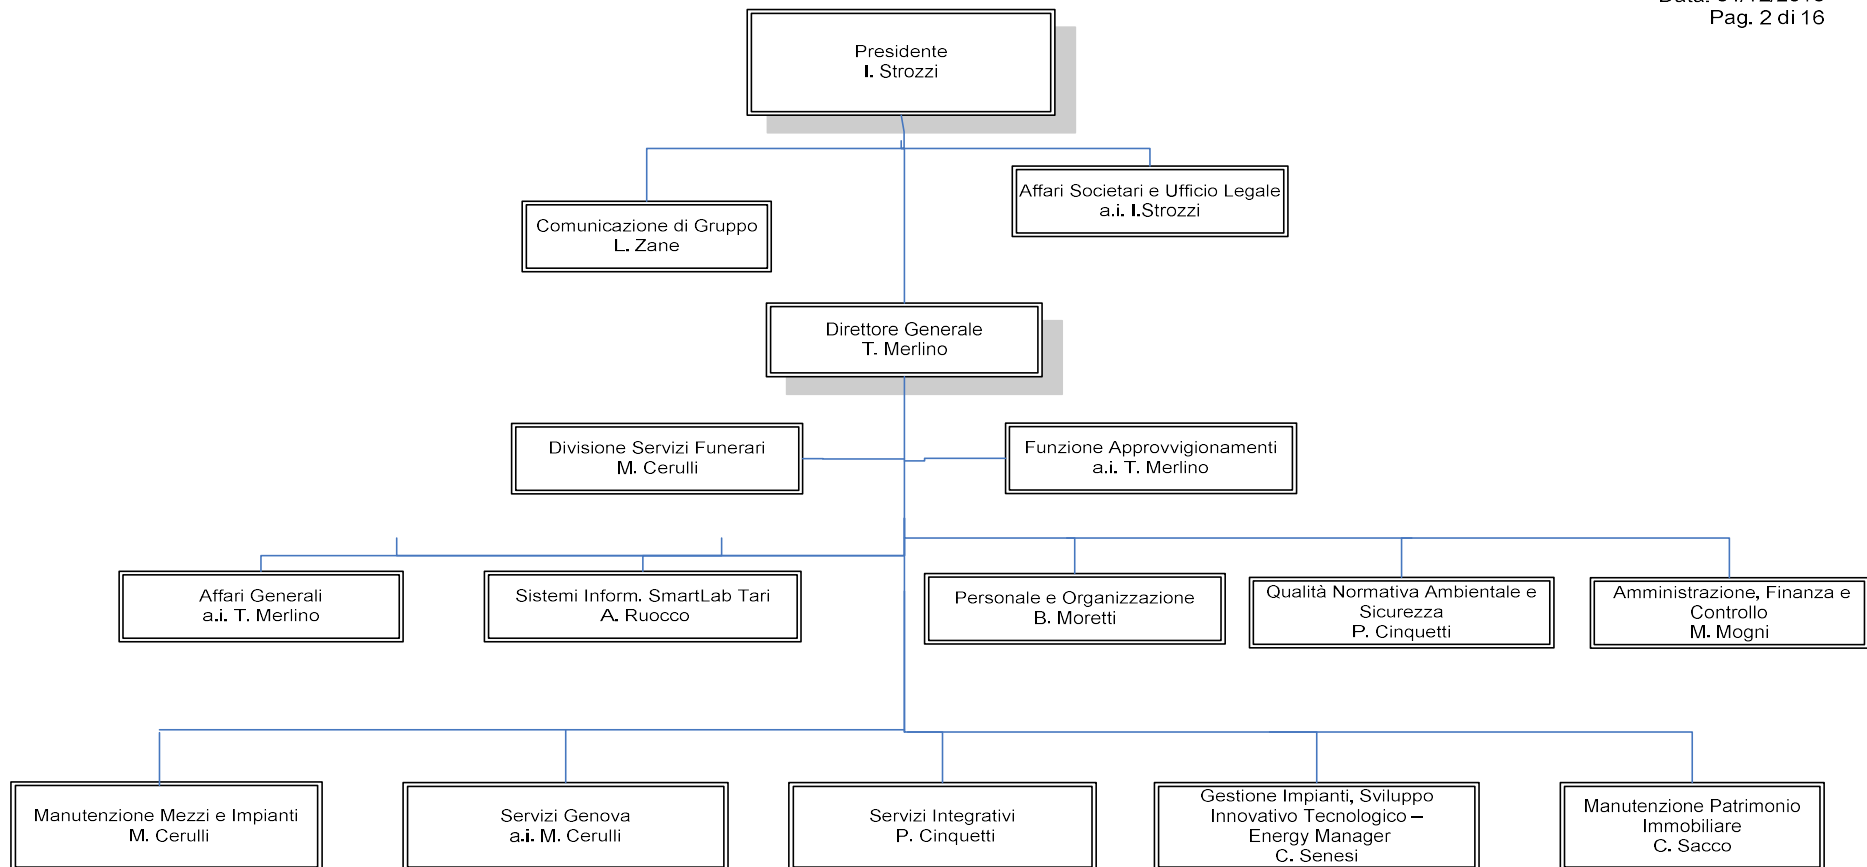 Pag. 2 di 16
Presidente
I. Strozzi
Affari Societari e Ufficio Legale
a.i. I.Strozzi
Comunicazione di Gruppo
L. Zane
Direttore Generale
T. Merlino
Divisione Servizi Funerari
M. Cerulli
Funzione Approvvigionamenti
a.i. T. Merlino
Affari Generali
a.i. T. Merlino
Sistemi Inform. SmartLab Tari
A. Ruocco
Personale e Organizzazione
B. Moretti
Qualità Normativa Ambientale e
Sicurezza
P. Cinquetti
Amministrazione, Finanza e
Controllo
M. Mogni
Manutenzione Mezzi e Impianti
M. Cerulli
Servizi Genova
a.i. M. Cerulli
Servizi Integrativi
P. Cinquetti
Gestione Impianti, Sviluppo
Innovativo Tecnologico –
Energy Manager
C. Senesi
Manutenzione Patrimonio
Immobiliare
C. Sacco